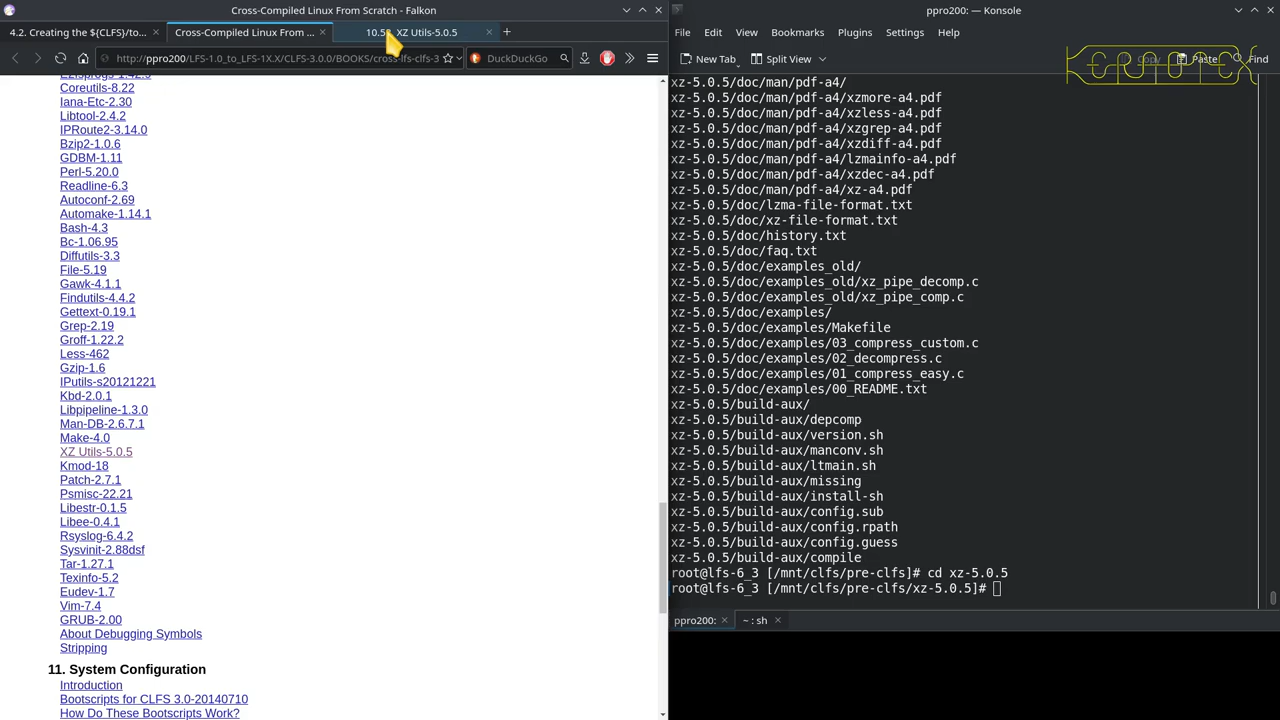 Cross-Compiled Linux From Scratch - Falkon
4.2. Creating the ${CLFS}/to...
Cross-Compiled Linux From ...
XZ Utils-5.0.5
http://ppro200/LFS-1.0_to_LFS-1X.X/CLFS-3.0.0/BOOKS/cross-lfs-clfs-3
DuckDuckGo
Coreutils-8.22
Iana-Etc-2.30
Libtool-2.4.2
IPRoute2-3.14.0
Bzip2-1.0.6
GDBM-1.11
Perl-5.20.0
Readline-6.3
Autoconf-2.69
Automake-1.14.1
Bash-4.3
Bc-1.06.95
Diffutils-3.3
File-5.19
Gawk-4.1.1
Findutils-4.4.2
Gettext-0.19.1
Grep-2.19
Groff-1.22.2
Less-462
Gzip-1.6
IPutils-s20121221
Kbd-2.0.1
Libpipeline-1.3.0
Man-DB-2.6.7.1
Make-4.0
XZ Utils-5.0.5
Kmod-18
Patch-2.7.1
Psmisc-22.21
Libestr-0.1.5
Libee-0.4.1
Rsyslog-6.4.2
Sysvinit-2.88dsf
Tar-1.27.1
Texinfo-5.2
Eudev-1.7
Vim-7.4
GRUB-2.00
About Debugging Symbols
Stripping
11. System Configuration
Introduction
Bootscripts for CLFS 3.0-20140710
How Do These Bootscripts Work?
ppro200: — Konsole
File Edit View Bookmarks Plugins Settings Help
New Tab Split View Copy Paste Find
xz-5.0.5/doc/man/pdf-a4/
xz-5.0.5/doc/man/pdf-a4/xzmore-a4.pdf
xz-5.0.5/doc/man/pdf-a4/xzless-a4.pdf
xz-5.0.5/doc/man/pdf-a4/xzgrep-a4.pdf
xz-5.0.5/doc/man/pdf-a4/xzdiff-a4.pdf
xz-5.0.5/doc/man/pdf-a4/lzmainfo-a4.pdf
xz-5.0.5/doc/man/pdf-a4/xzdec-a4.pdf
xz-5.0.5/doc/man/pdf-a4/xz-a4.pdf
xz-5.0.5/doc/lzma-file-format.txt
xz-5.0.5/doc/xz-file-format.txt
xz-5.0.5/doc/history.txt
xz-5.0.5/doc/faq.txt
xz-5.0.5/doc/examples_old/
xz-5.0.5/doc/examples_old/xz_pipe_decomp.c
xz-5.0.5/doc/examples_old/xz_pipe_comp.c
xz-5.0.5/doc/examples/
xz-5.0.5/doc/examples/Makefile
xz-5.0.5/doc/examples/03_compress_custom.c
xz-5.0.5/doc/examples/02_decompress.c
xz-5.0.5/doc/examples/01_compress_easy.c
xz-5.0.5/doc/examples/00_README.txt
xz-5.0.5/build-aux/
xz-5.0.5/build-aux/depcomp
xz-5.0.5/build-aux/version.sh
xz-5.0.5/build-aux/manconv.sh
xz-5.0.5/build-aux/ltmain.sh
xz-5.0.5/build-aux/missing
xz-5.0.5/build-aux/install-sh
xz-5.0.5/build-aux/config.sub
xz-5.0.5/build-aux/config.rpath
xz-5.0.5/build-aux/config.guess
xz-5.0.5/build-aux/compile
root@lfs-6_3 [/mnt/clfs/pre-clfs]# cd xz-5.0.5
root@lfs-6_3 [/mnt/clfs/pre-clfs/xz-5.0.5]#
ppro200:
~ : sh